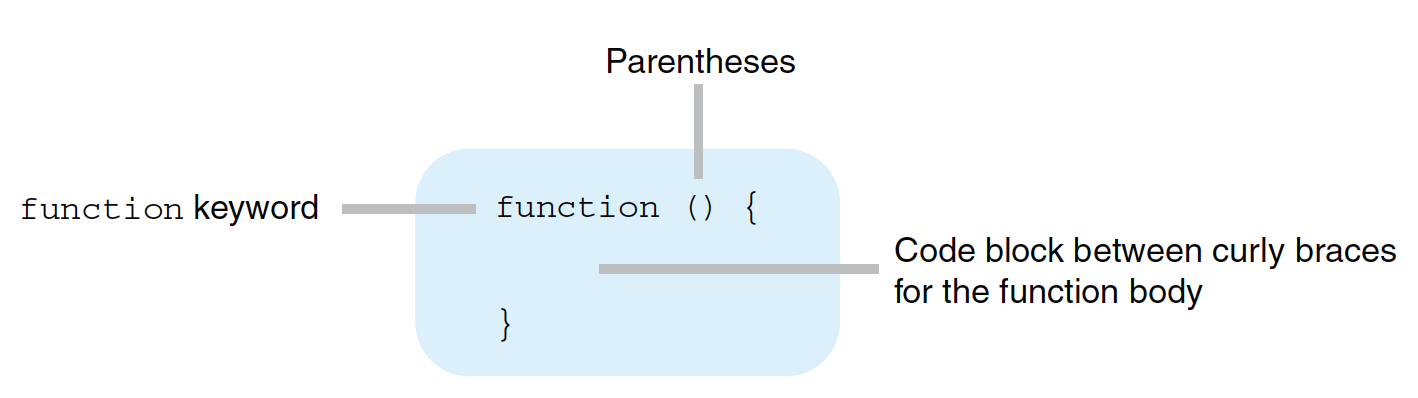 Parentheses
function keyword
function () {
Code block between curly braces
for the function body
}